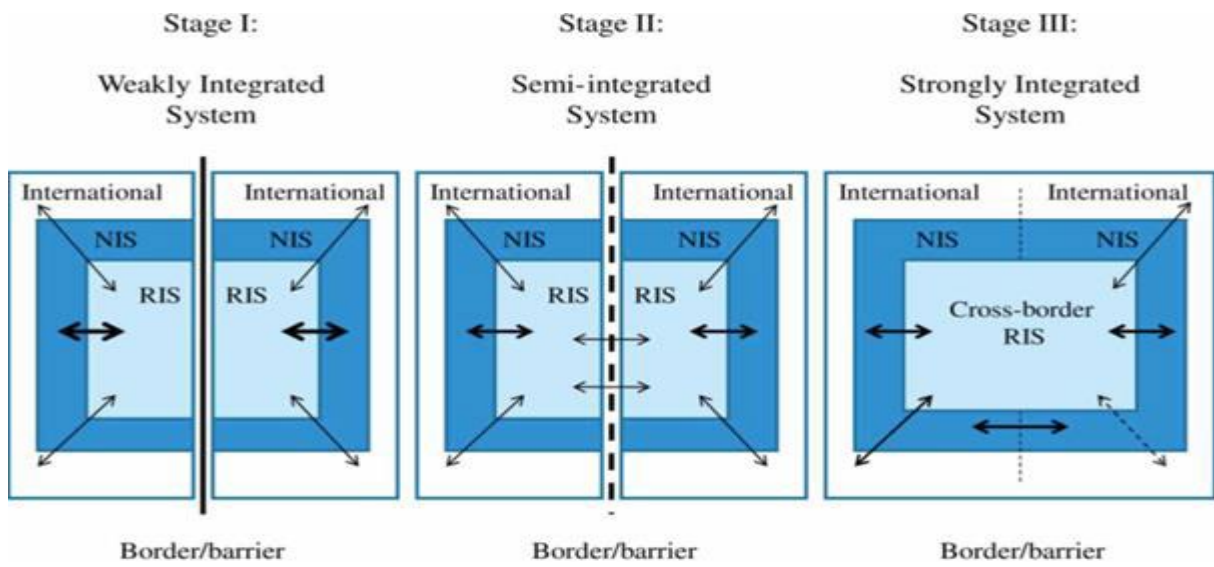 Stage I:
Weakly Integrated
System
International
International
NIS
NIS
RIS
RIS
Border/barrier
Stage II:
Semi-integrated
System
International
International
NIS
NIS
RIS
RIS
Border/barrier
Stage III:
Strongly Integrated
System
International
International
NIS
NIS
Cross-border
RIS
Border/barrier